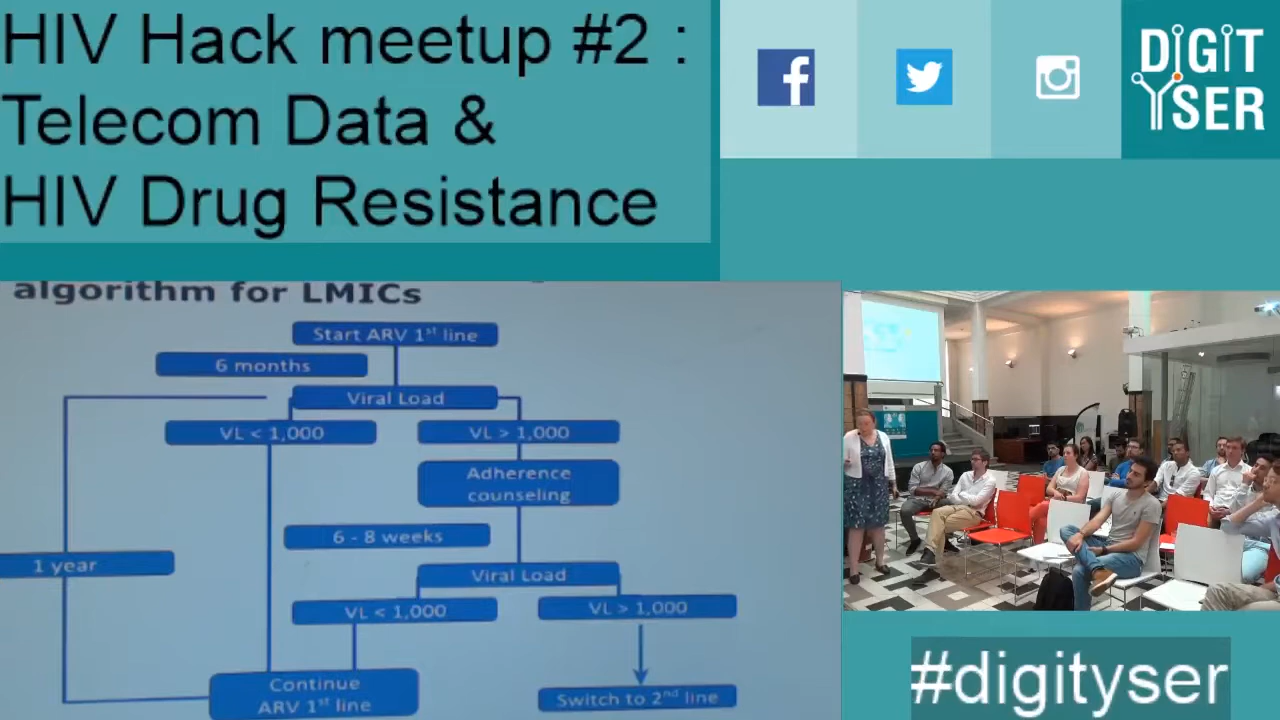 HIV Hack meetup #2 :
Telecom Data &
HIV Drug Resistance
DIGIT
YSER
algorithm for LMICs
Start ARV 1st line
6 months
Viral Load
VL < 1,000
VL > 1,000
Adherence
counseling
6 - 8 weeks
1 year
Viral Load
VL < 1,000
VL > 1,000
Continue
ARV 1st line
Switch to 2nd line
#digityser